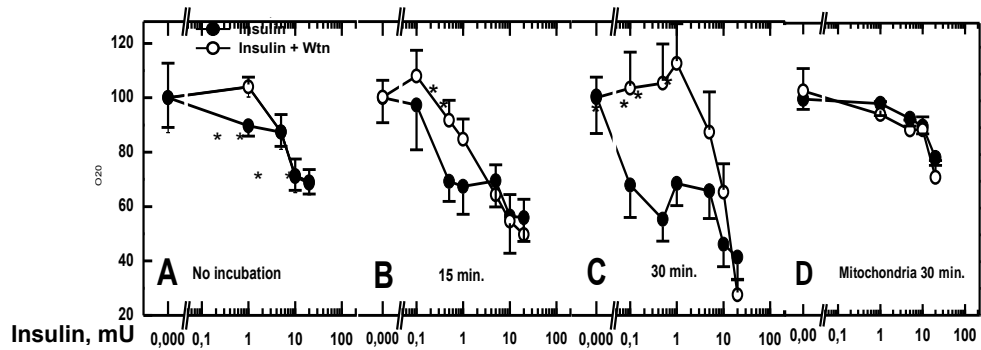 Insulin
Insulin + Wtn
120
100
80
60
40
20
O20
A No incubation
B 15 min.
C 30 min.
D Mitochondria 30 min.
Insulin, mU
0,000 0,1 1 10 100
0,000 0,1 1 10 100
0,000 0,1 1 10 100
0,00 0,1 1 10 100
* * * *
* *
* * * *